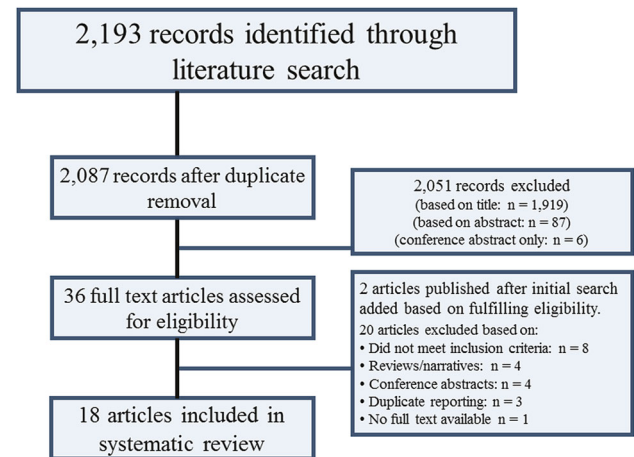 2,193 records identified through
literature search
2,087 records after duplicate
removal
2,051 records excluded
(based on title: n = 1,919)
(based on abstract: n = 87)
(conference abstract only: n = 6)
36 full text articles assessed
for eligibility
2 articles published after initial search
added based on fulfilling eligibility.
20 articles excluded based on:
• Did not meet inclusion criteria: n = 8
• Reviews/narratives: n = 4
• Conference abstracts: n = 4
• Duplicate reporting: n = 3
• No full text available n = 1
18 articles included in
systematic review